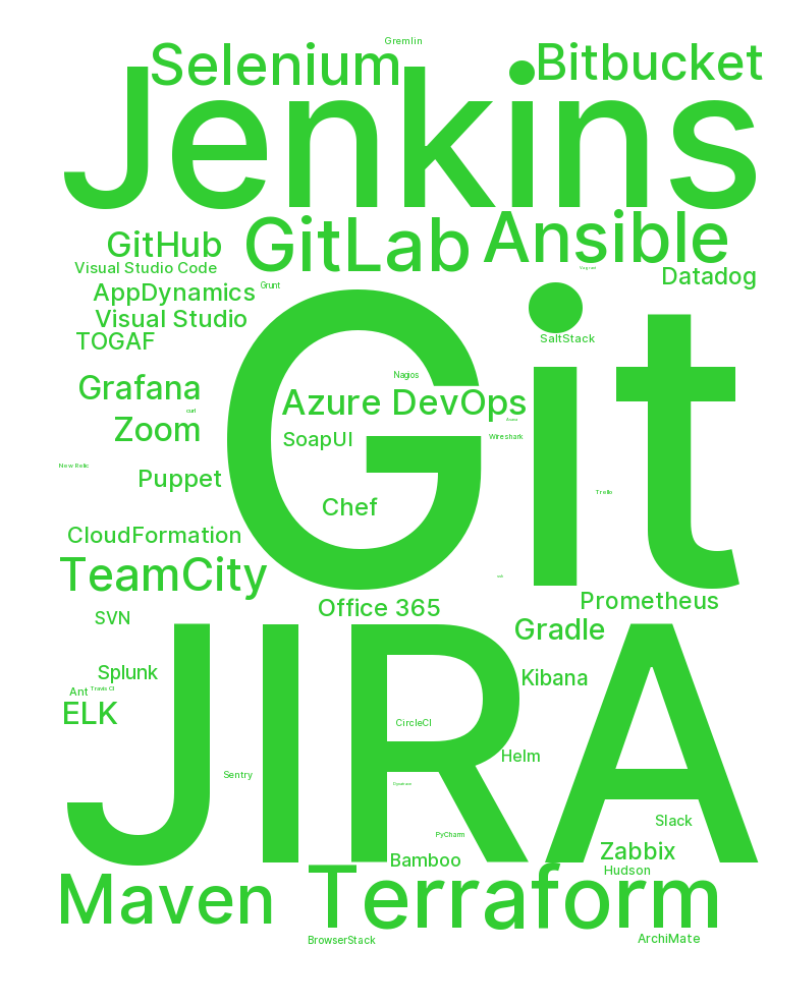 Gremlin
Selenium
Bitbucket
Jenkins
GitHub
GitLab
Ansible
Visual Studio Code
Datadog
AppDynamics
Grunt
Visual Studio
TOGAF
SaltStack
Git
Nagios
Grafana
Azure DevOps
Zoom
SoapUI
Wireshark
New Relic
Puppet
Trello
Chef
CloudFormation
TeamCity
Office 365
Prometheus
SVN
Gradle
JIRA
Splunk
Kibana
Ant
Travis CI
ELK
CircleCI
Helm
Sentry
Slack
PyCharm
Bamboo
Zabbix
Hudson
Maven
Terraform
BrowserStack
ArchiMate